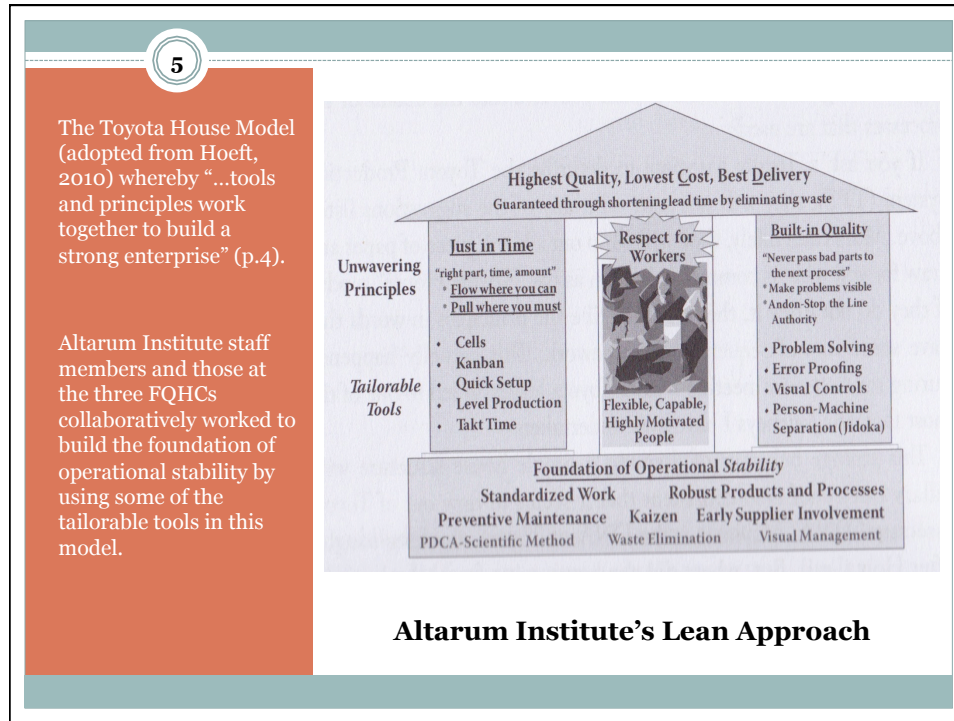 5
The Toyota House Model
(adopted from Hoeft,
2010) whereby “…tools
and principles work
together to build a
strong enterprise” (p.4).
Altarum Institute staff
members and those at
the three FQHCs
collaboratively worked to
build the foundation of
operational stability by
using some of the
tailorable tools in this
model.
Highest Quality, Lowest Cost, Best Delivery
Guaranteed through shortening lead time by eliminating waste
Unwavering
Principles
Tailorable
Tools
Just in Time
“right part, time, amount”
* Flow where you can
* Pull where you must
• Cells
• Kanban
• Quick Setup
• Level Production
• Takt Time
Respect for
Workers
Flexible, Capable,
Highly Motivated
People
Built-in Quality
“Never pass bad parts to
the next process”
* Make problems visible
* Andon-Stop the Line
Authority
• Problem Solving
• Error Proofing
• Visual Controls
• Person-Machine
Separation (Jidoka)
Foundation of Operational Stability
Standardized Work Robust Products and Processes
Preventive Maintenance Kaizen Early Supplier Involvement
PDCA-Scientific Method Waste Elimination Visual Management
Altarum Institute’s Lean Approach